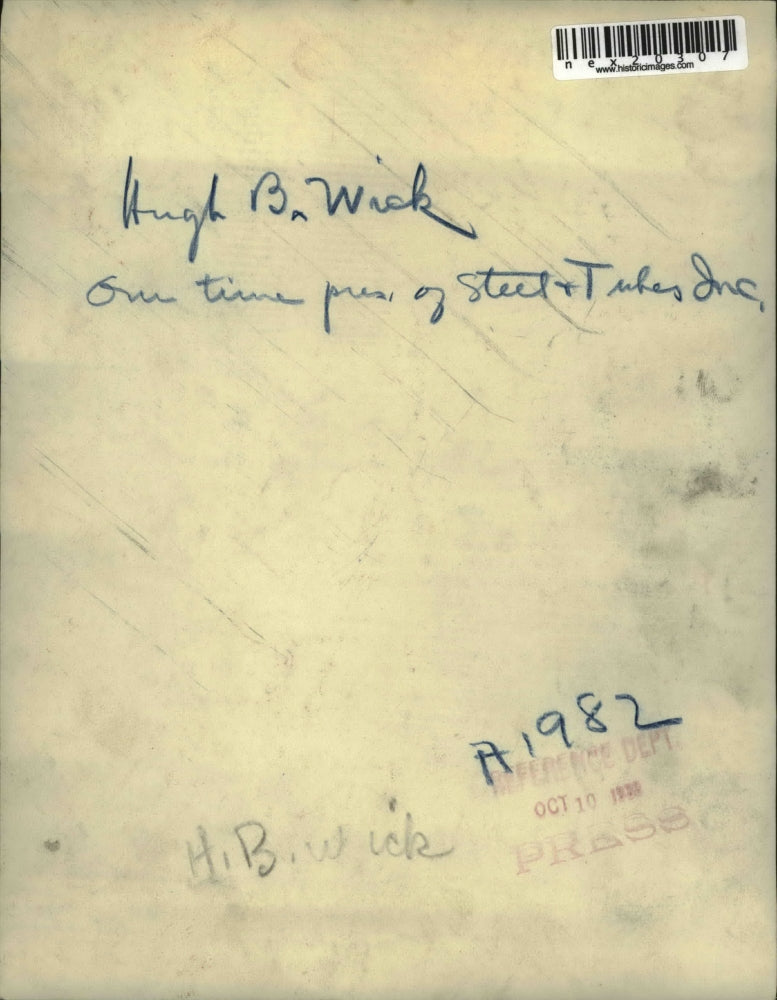 nex20307
www.historicimages.com
Hugh B. Wick
One time pres. of Steel & Tubes Inc.
A1982
REFERENCE DEPT.
OCT 10
PRESS
H.B. Wick